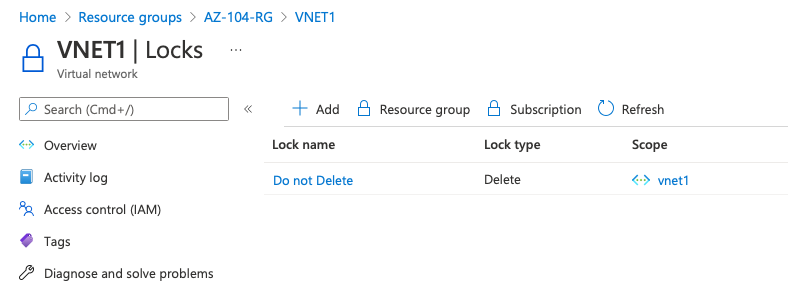 Home > Resource groups > AZ-104-RG > VNET1
VNET1 | Locks ...
Virtual network
Search (Cmd+/) «
Add Resource group Subscription Refresh
Lock name Lock type Scope
Do not Delete Delete vnet1
Overview
Activity log
Access control (IAM)
Tags
Diagnose and solve problems